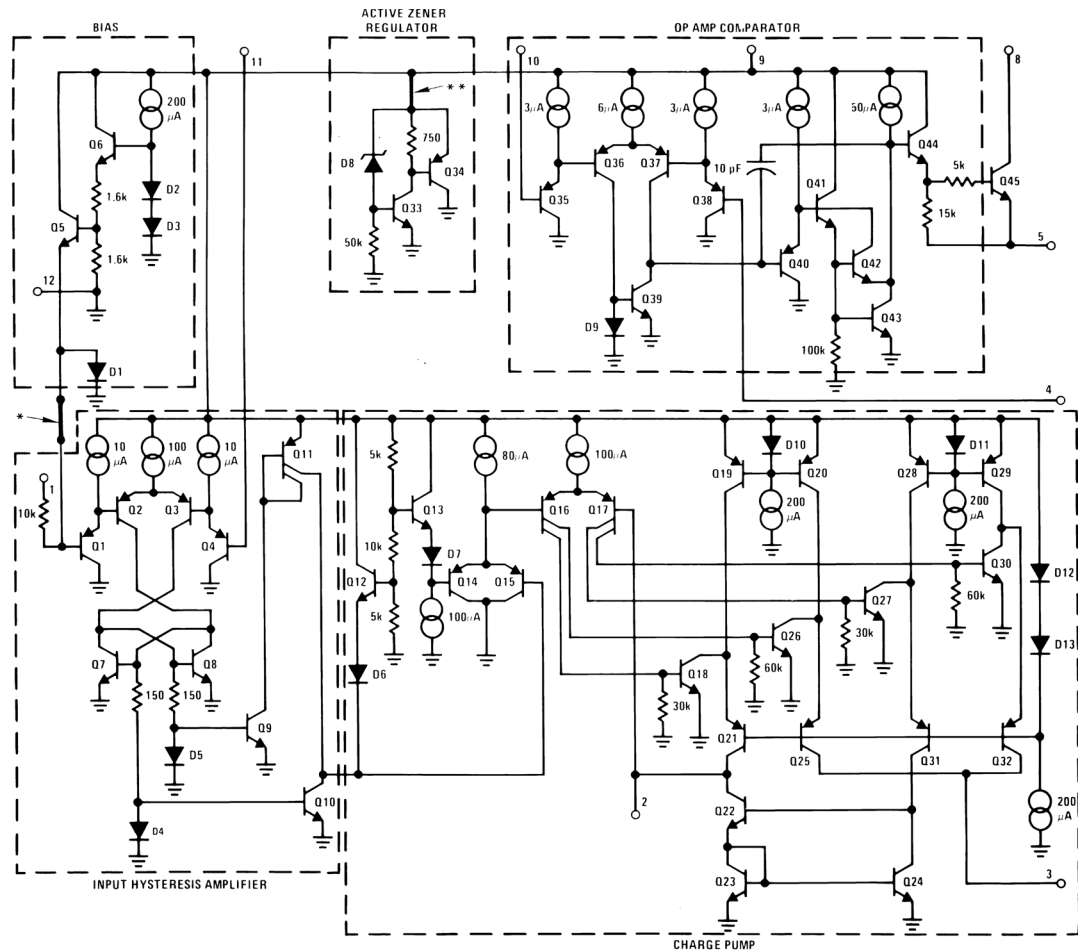 BIAS
ACTIVE ZENER
REGULATOR
OP AMP COMPARATOR
11
10
9
8
200
μA
* *
3μA
6μA
3μA
3μA
50μA
Q6
750
Q44
D8
Q34
Q36
Q37
10 μF
5k
Q45
1.6k
D2
Q35
Q38
Q41
Q5
D3
Q33
15k
5
1.6k
50k
Q40
Q42
12
Q39
Q43
D9
100k
D1
4
*
10
μA
100
μA
10
μA
Q11
5k
80μA
100μA
D10
D11
Q19
Q20
Q28
Q29
1
200
μA
200
μA
10k
Q2
Q3
Q13
Q16
Q17
Q1
Q4
10k
D7
Q30
Q12
Q14
Q15
D12
5k
100μA
Q27
60k
Q26
30k
D13
Q7
Q8
D6
Q18
60k
150
150
30k
Q9
Q21
D5
Q25
Q31
Q32
Q10
2
200
μA
Q22
D4
Q23
Q24
3
INPUT HYSTERESIS AMPLIFIER
CHARGE PUMP